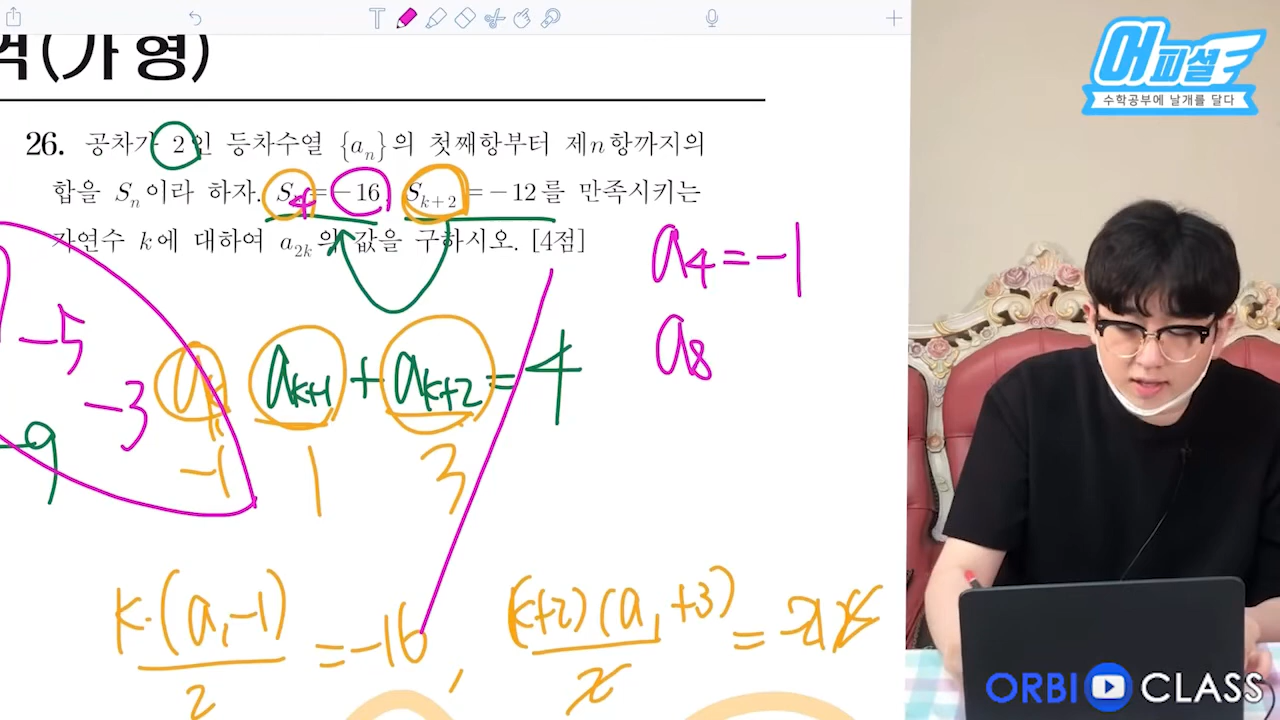 역(가 형)
어피셜
수학공부에 날개를 달다
26. 공차가 2인 등차수열 {aₙ}의 첫째항부터 제n항까지의
합을 Sₙ이라 하자. S 4 = -16, Sₖ₊₂ = -12를 만족시키는
자연수 k에 대하여 a₂ₖ의 값을 구하시오. [4점]
a₄ = -1
a₈
-5
-3
-9
aₖ aₖ₊₁ + aₖ₊₂ = 4
-1 1 3
k·(a₁-1)/2 = -16,
(k+2)(a₁+3)/2 =
ORBI CLASS